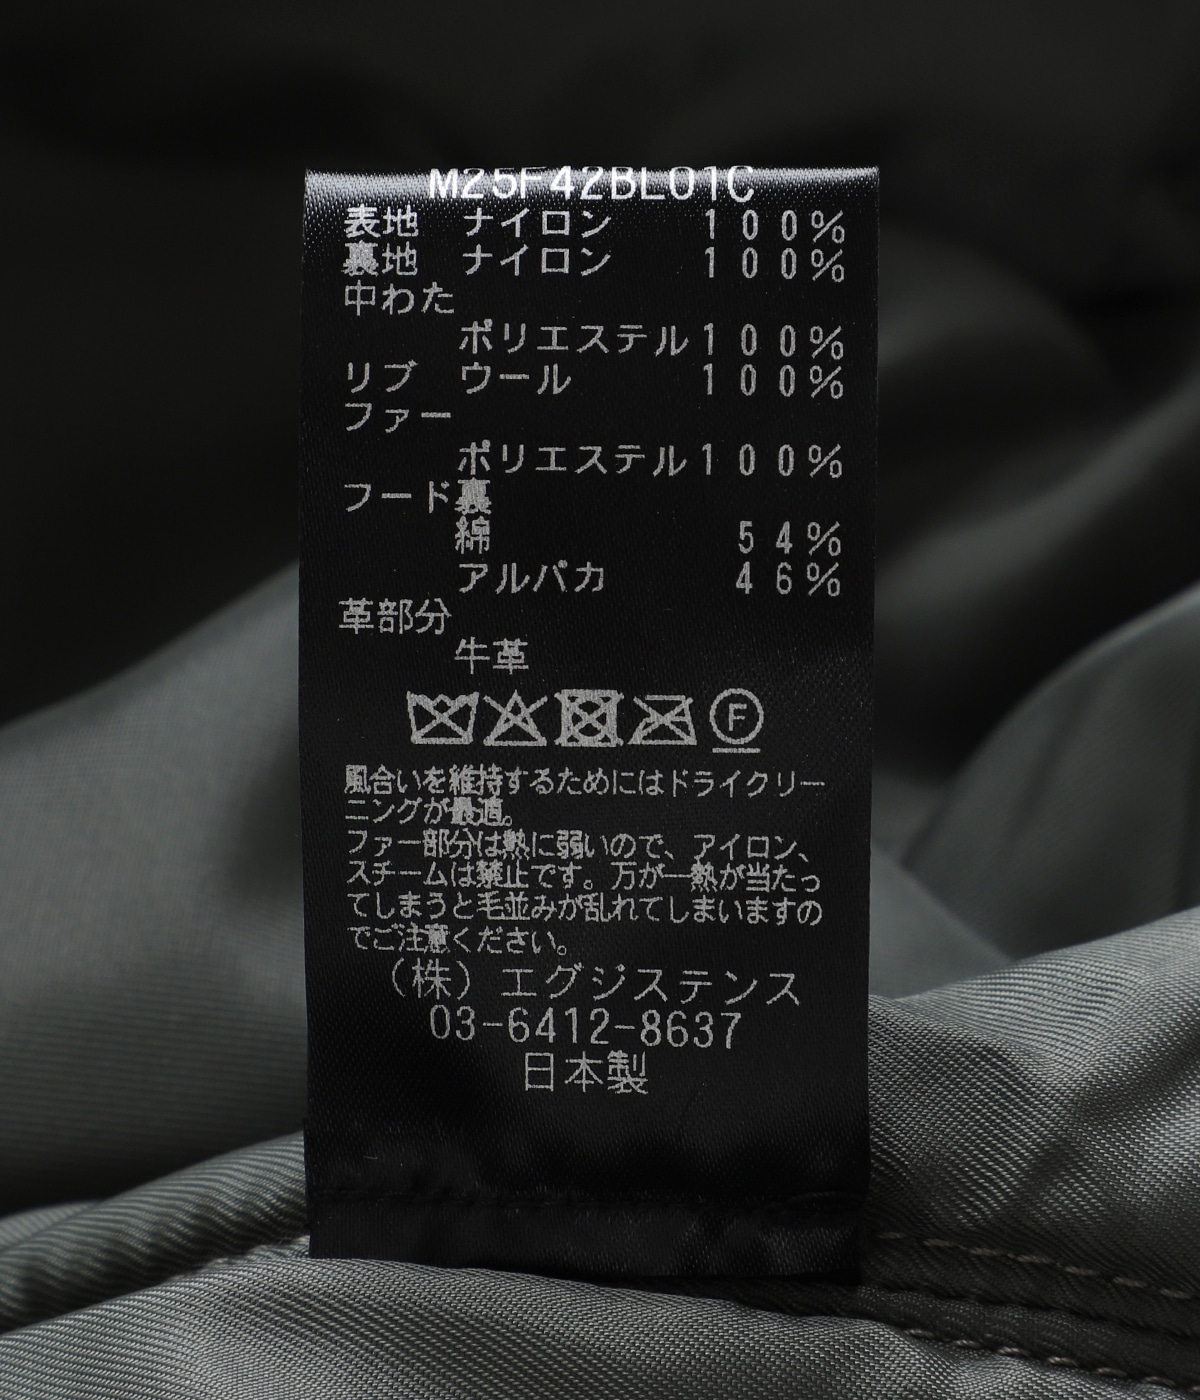 M25F42BL01C
表地 ナイロン 100%
裏地 ナイロン 100%
中わた
ポリエステル100%
リブ ウール 100%
ファー
ポリエステル100%
フード裏
綿 54%
アルパカ 46%
革部分
牛革
F
風合いを維持するためにはドライクリー
ニングが最適。
ファー部分は熱に弱いので、アイロン、
スチームは禁止です。万が一熱が当たっ
てしまうと毛並みが乱れてしまいますの
でご注意ください。
(株) エグジステンス
03-6412-8637
日本製